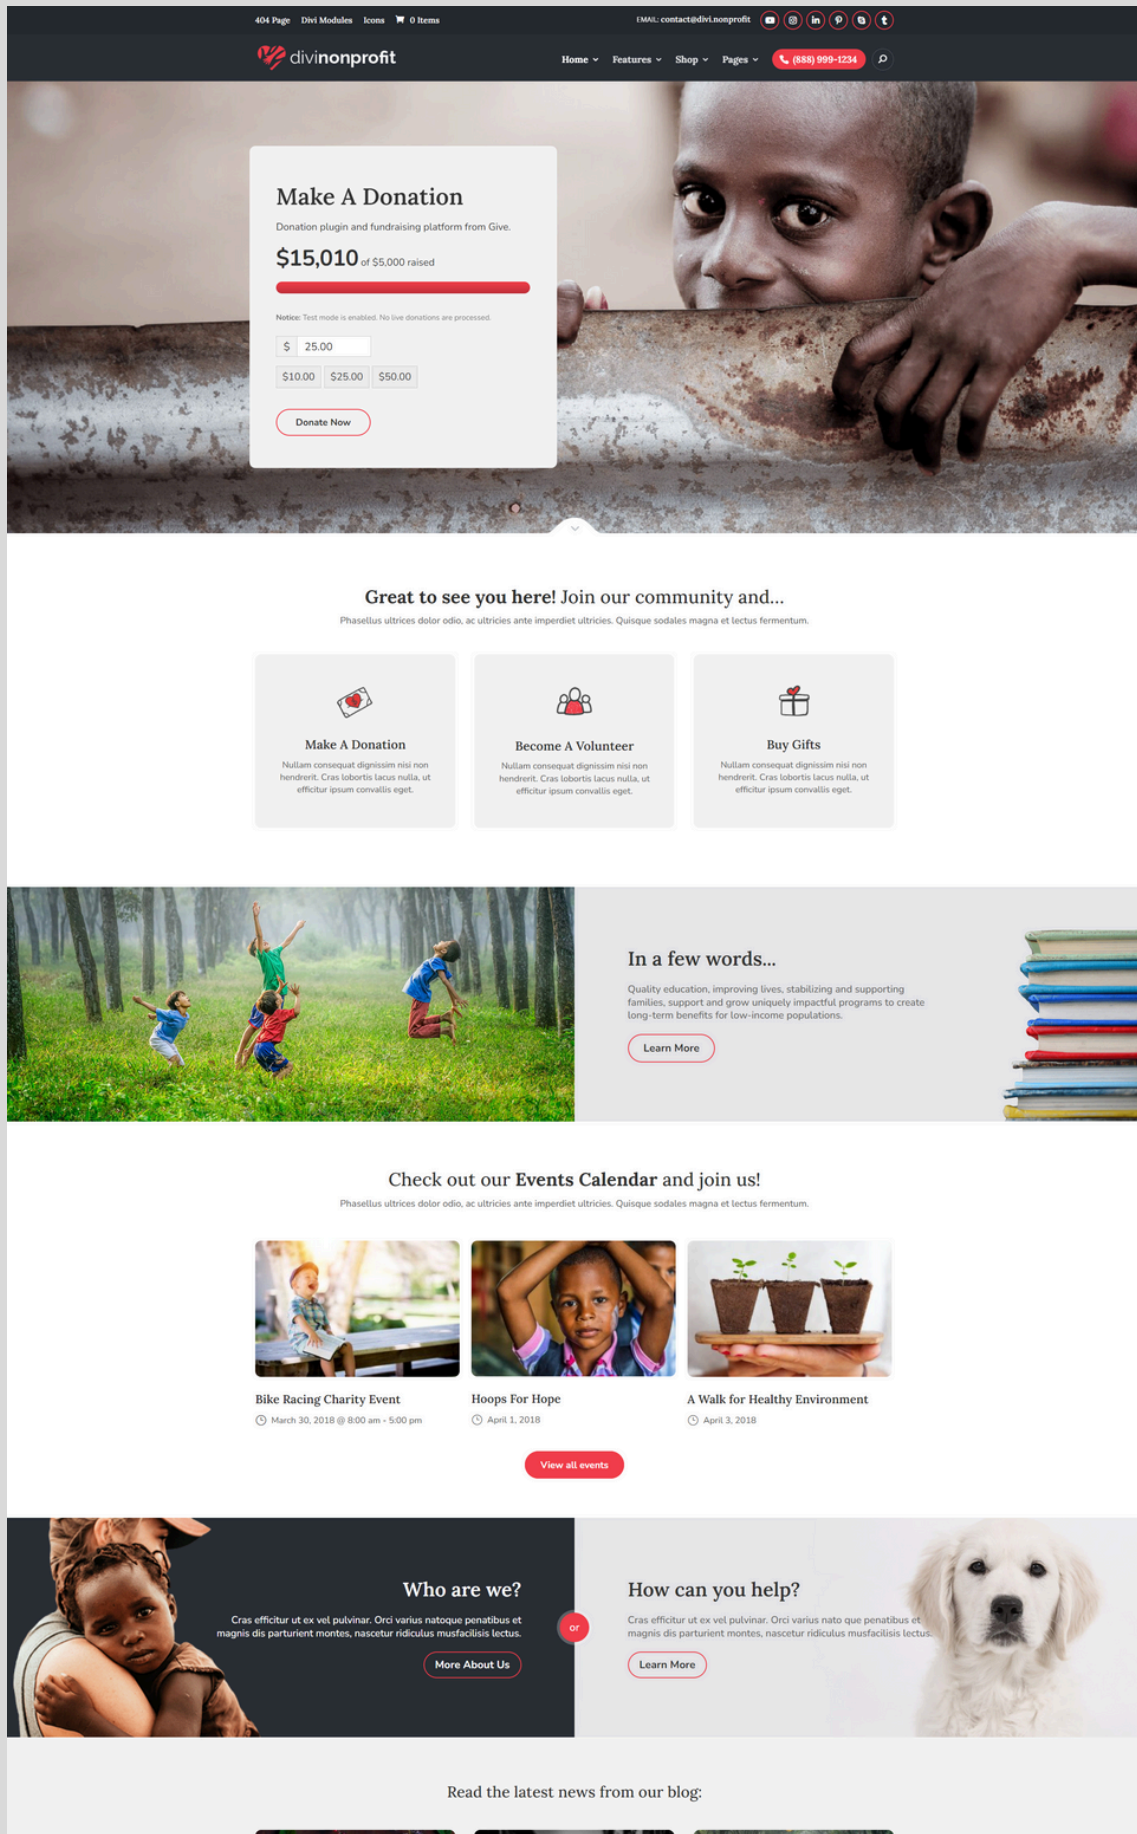 404 Page Divi Modules Icons 0 Items EMAIL: contact@divi.nonprofit
divinonprofit Home Features Shop Pages (888) 999-1234
Make A Donation
Donation plugin and fundraising platform from Give.
$15,010 of $5,000 raised
Notice: Test mode is enabled. No live donations are processed.
$ 25.00
$10.00 $25.00 $50.00
Donate Now
Great to see you here! Join our community and...
Phasellus ultrices dolor odio, ac ultricies ante imperdiet ultricies. Quisque sodales magna et lectus fermentum.
Make A Donation
Nullam consequat dignissim nisi non
hendrerit. Cras lobortis lacus nulla, ut
efficitur ipsum convallis eget.
Become A Volunteer
Nullam consequat dignissim nisi non
hendrerit. Cras lobortis lacus nulla, ut
efficitur ipsum convallis eget.
Buy Gifts
Nullam consequat dignissim nisi non
hendrerit. Cras lobortis lacus nulla, ut
efficitur ipsum convallis eget.
In a few words...
Quality education, improving lives, stabilizing and supporting
families, support and grow uniquely impactful programs to create
long-term benefits for low-income populations.
Learn More
Check out our Events Calendar and join us!
Phasellus ultrices dolor odio, ac ultricies ante imperdiet ultricies. Quisque sodales magna et lectus fermentum.
Bike Racing Charity Event
March 30, 2018 @ 8:00 am - 5:00 pm
Hoops For Hope
April 1, 2018
A Walk for Healthy Environment
April 3, 2018
View all events
Who are we?
Cras efficitur ut ex vel pulvinar. Orci varius natoque penatibus et
magnis dis parturient montes, nascetur ridiculus musfacilisis lectus.
More About Us
or
How can you help?
Cras efficitur ut ex vel pulvinar. Orci varius nato que penatibus et
magnis dis parturient montes, nascetur ridiculus musfacilisis lectus.
Learn More
Read the latest news from our blog: